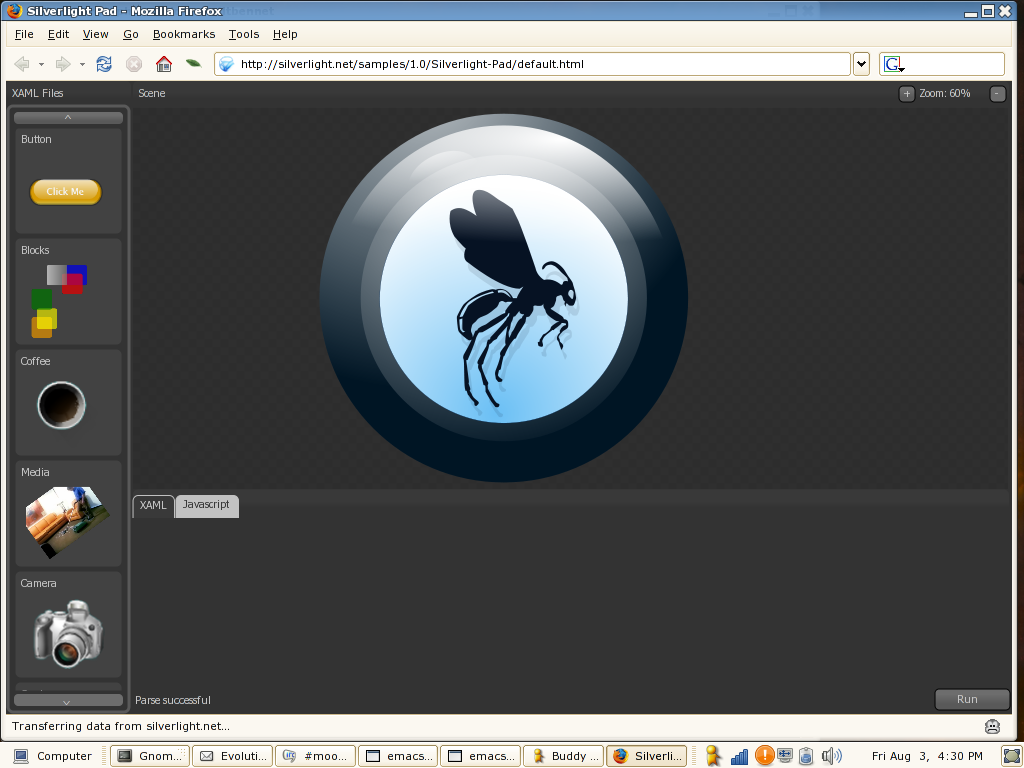 Silverlight Pad - Mozilla Firefox
File Edit View Go Bookmarks Tools Help
http://silverlight.net/samples/1.0/Silverlight-Pad/default.html
G
XAML Files
Scene
+ Zoom: 60% -
Button
Click Me
Blocks
Coffee
Media
Camera
XAML Javascript
Parse successful
Run
Transferring data from silverlight.net...
Computer Gnom... Evoluti... #moo... emacs... emacs... Buddy ... Silverli... Fri Aug 3, 4:30 PM